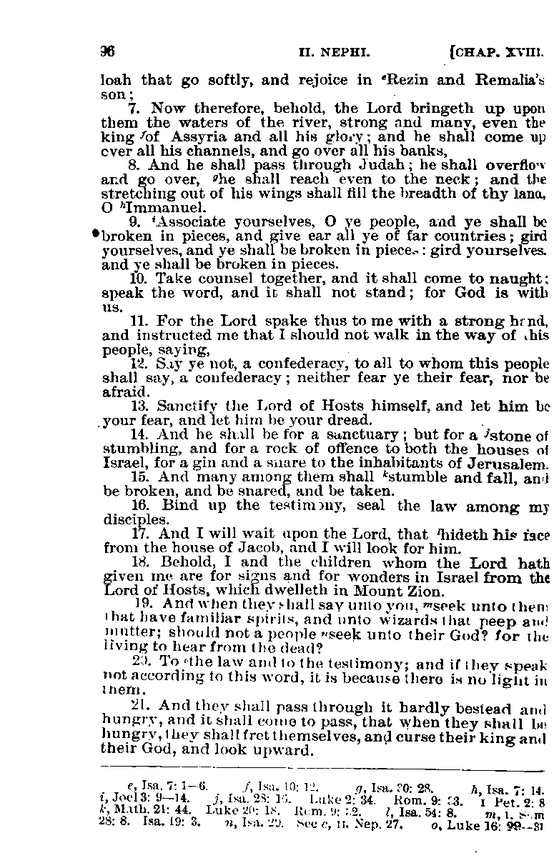 96 II. NEPHI. [CHAP. XVIII.
loah that go softly, and rejoice in eRezin and Remalia's
son;
7. Now therefore, behold, the Lord bringeth up upon
them the waters of the river, strong and many, even the
king fof Assyria and all his glory; and he shall come up
over all his channels, and go over all his banks,
8. And he shall pass through Judah; he shall overflow
and go over, ghe shall reach even to the neck; and the
stretching out of his wings shall fill the breadth of thy land,
O hImmanuel.
9. iAssociate yourselves, O ye people, and ye shall be
broken in pieces, and give ear all ye of far countries; gird
yourselves, and ye shall be broken in pieces: gird yourselves.
and ye shall be broken in pieces.
10. Take counsel together, and it shall come to naught:
speak the word, and it shall not stand; for God is with
us.
11. For the Lord spake thus to me with a strong hand,
and instructed me that I should not walk in the way of this
people, saying,
12. Say ye not, a confederacy, to all to whom this people
shall say, a confederacy; neither fear ye their fear, nor be
afraid.
13. Sanctify the Lord of Hosts himself, and let him be
your fear, and let him be your dread.
14. And he shall be for a sanctuary; but for a jstone of
stumbling, and for a rock of offence to both the houses of
Israel, for a gin and a snare to the inhabitants of Jerusalem.
15. And many among them shall kstumble and fall, and
be broken, and be snared, and be taken.
16. Bind up the testimony, seal the law among my
disciples.
17. And I will wait upon the Lord, that lhideth his face
from the house of Jacob, and I will look for him.
18. Behold, I and the children whom the Lord hath
given me are for signs and for wonders in Israel from the
Lord of Hosts, which dwelleth in Mount Zion.
19. And when they shall say unto you, mseek unto them
that have familiar spirits, and unto wizards that peep and
mutter; should not a people nseek unto their God? for the
living to hear from the dead?
20. To othe law and to the testimony; and if they speak
not according to this word, it is because there is no light in
them.
21. And they shall pass through it hardly bestead and
hungry, and it shall come to pass, that when they shall be
hungry, they shall fret themselves, and curse their king and
their God, and look upward.
e, Isa. 7: 1-6. f, Isa. 10: 12. g, Isa. 30: 28. h, Isa. 7: 14.
i, Joel 3: 9-14. j, Isa. 28: 16. Luke 2: 34. Rom. 9: 33. 1 Pet. 2: 8
k, Math. 21: 44. Luke 20: 18. Rom. 9: 32. l, Isa. 54: 8. m, 1. Sam
28: 8. Isa. 19: 3. n, Isa. 29. See c, II. Nep. 27. o, Luke 16: 29-31